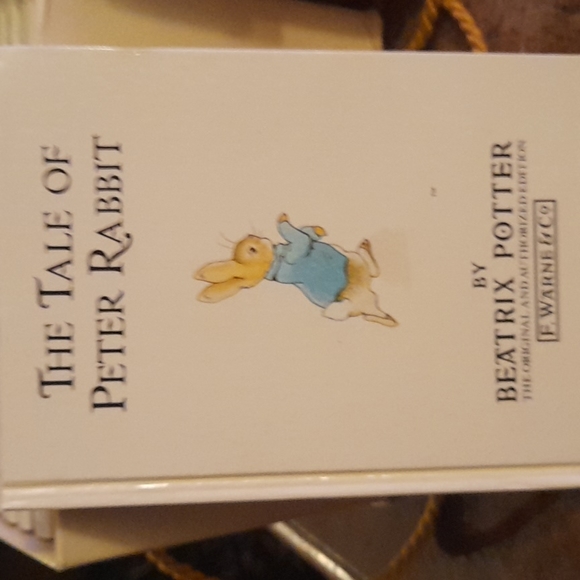 THE TALE OF
PETER RABBIT
BY
BEATRIX POTTER
THE ORIGINAL AND AUTHORIZED EDITION
F. WARNE & Co